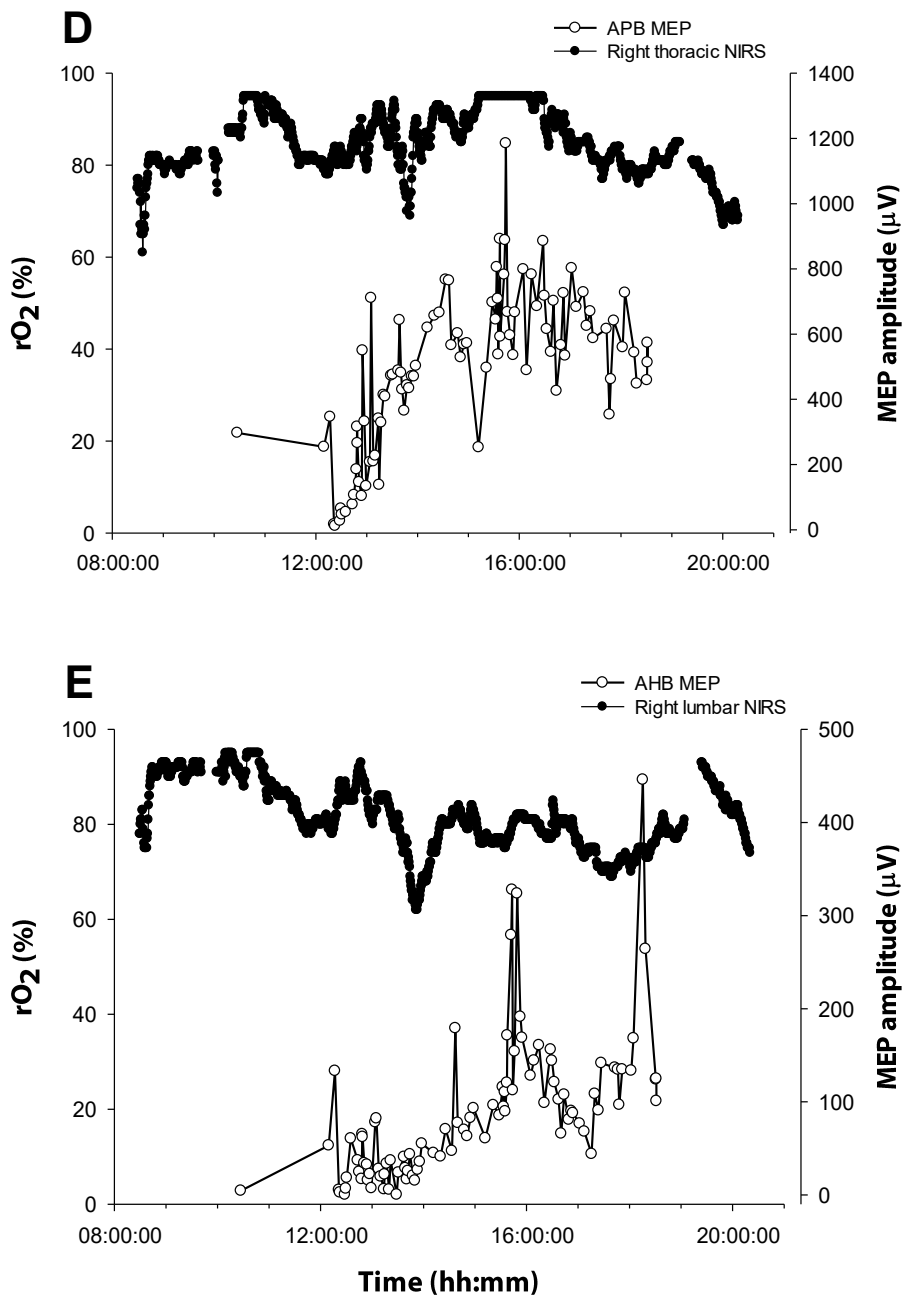 D
APB MEP
Right thoracic NIRS
100
80
60
40
20
0
rO2 (%)
1400
1200
1000
800
600
400
200
0
MEP amplitude (μV)
08:00:00 12:00:00 16:00:00 20:00:00
E
AHB MEP
Right lumbar NIRS
100
80
60
40
20
0
rO2 (%)
500
400
300
200
100
0
MEP amplitude (μV)
08:00:00 12:00:00 16:00:00 20:00:00
Time (hh:mm)